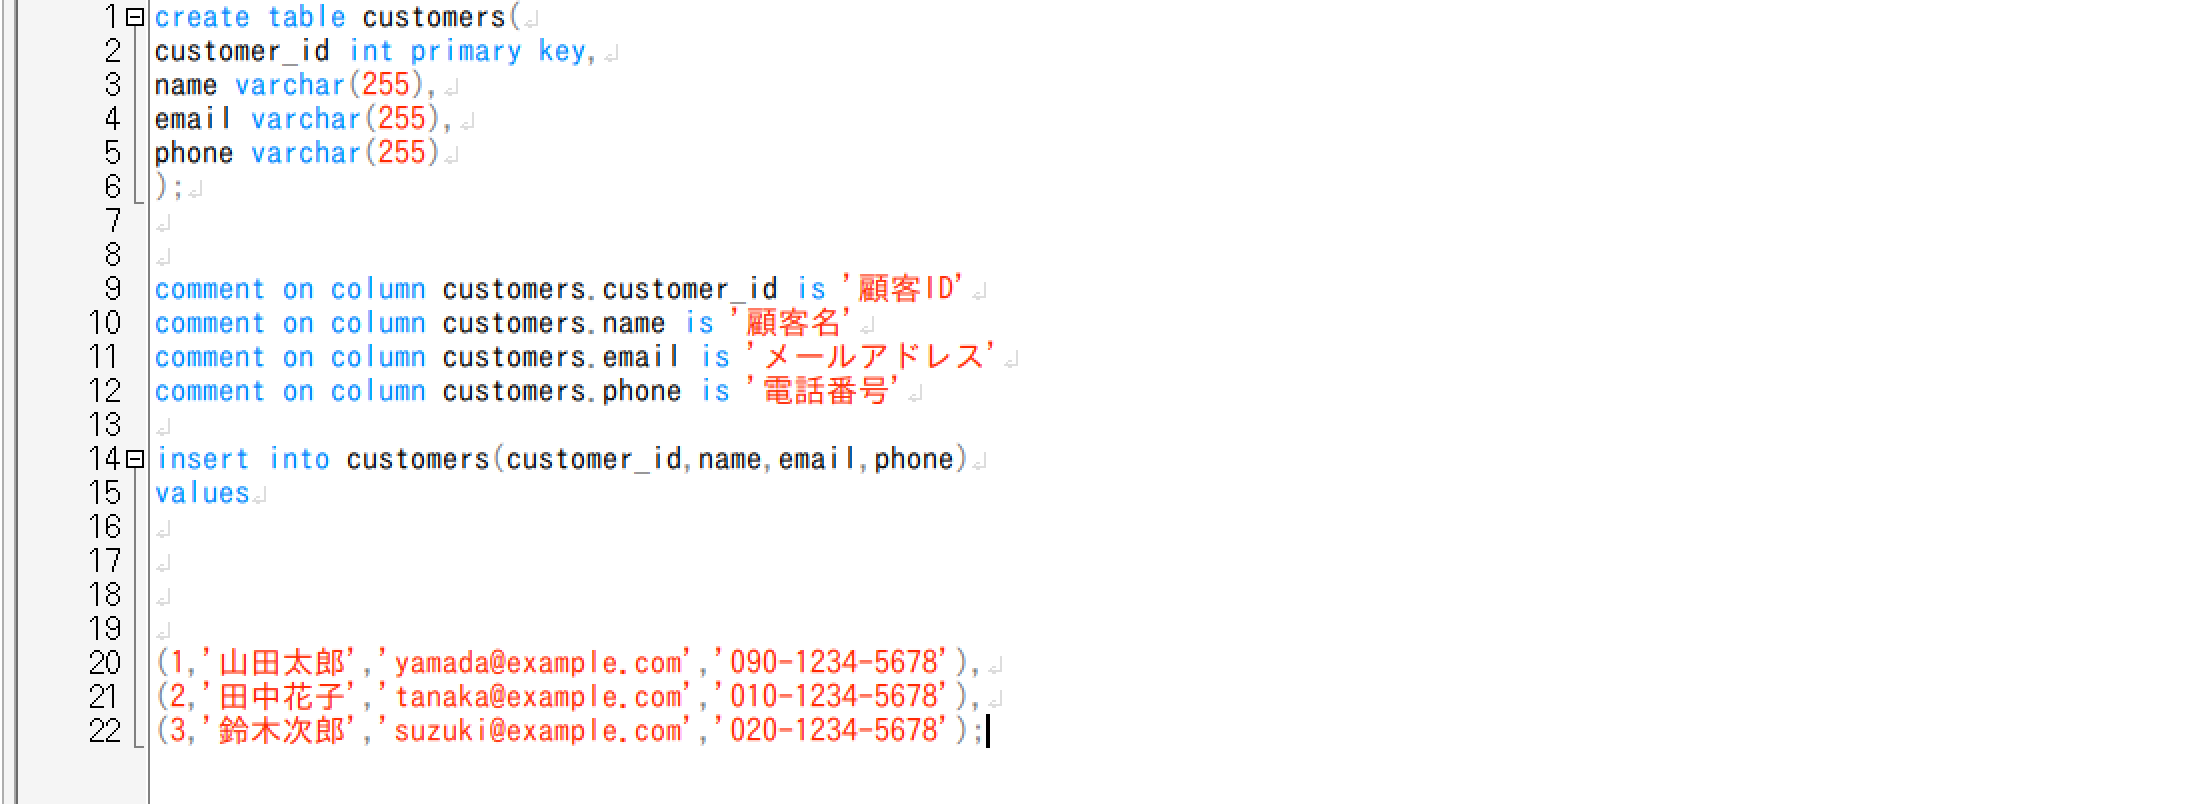 1 create table customers(
2 customer_id int primary key,
3 name varchar(255),
4 email varchar(255),
5 phone varchar(255)
6 );
7
8
9 comment on column customers.customer_id is '顧客ID'
10 comment on column customers.name is '顧客名'
11 comment on column customers.email is 'メールアドレス'
12 comment on column customers.phone is '電話番号'
13
14 insert into customers(customer_id,name,email,phone)
15 values
16
17
18
19
20 (1,'山田太郎','yamada@example.com','090-1234-5678'),
21 (2,'田中花子','tanaka@example.com','010-1234-5678'),
22 (3,'鈴木次郎','suzuki@example.com','020-1234-5678');